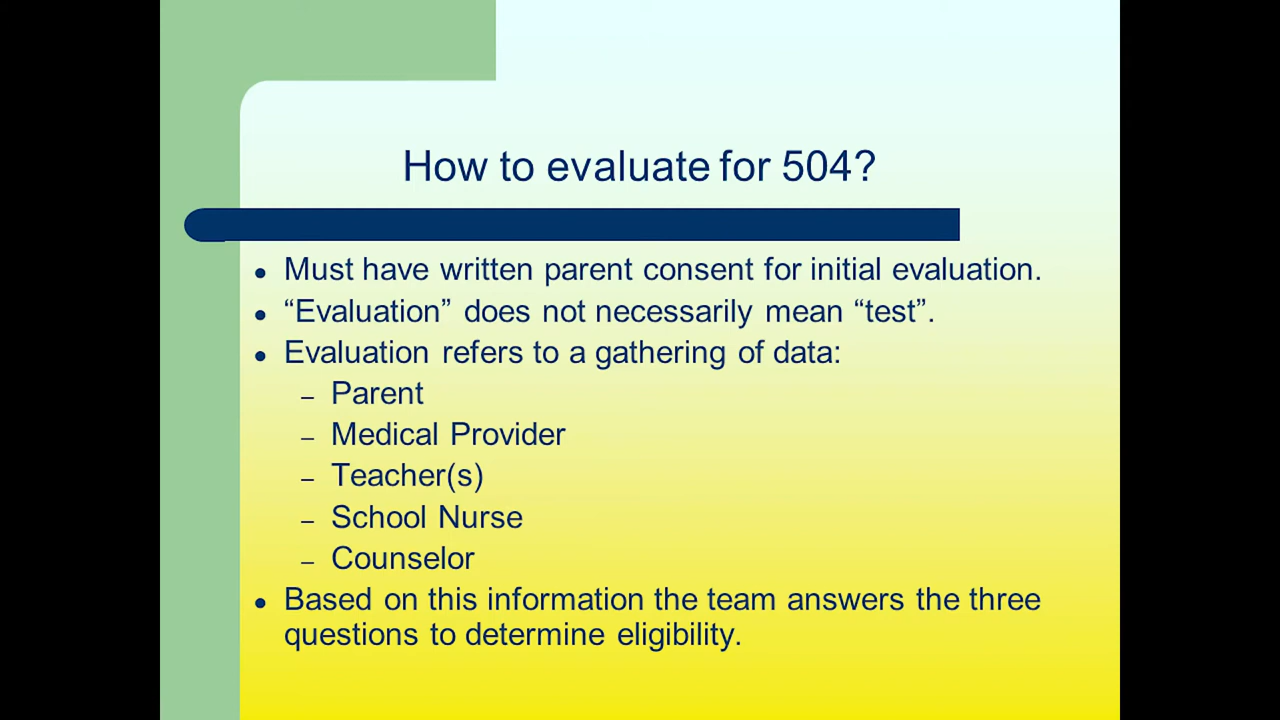 How to evaluate for 504?
● Must have written parent consent for initial evaluation.
● “Evaluation” does not necessarily mean “test”.
● Evaluation refers to a gathering of data:
– Parent
– Medical Provider
– Teacher(s)
– School Nurse
– Counselor
● Based on this information the team answers the three
questions to determine eligibility.